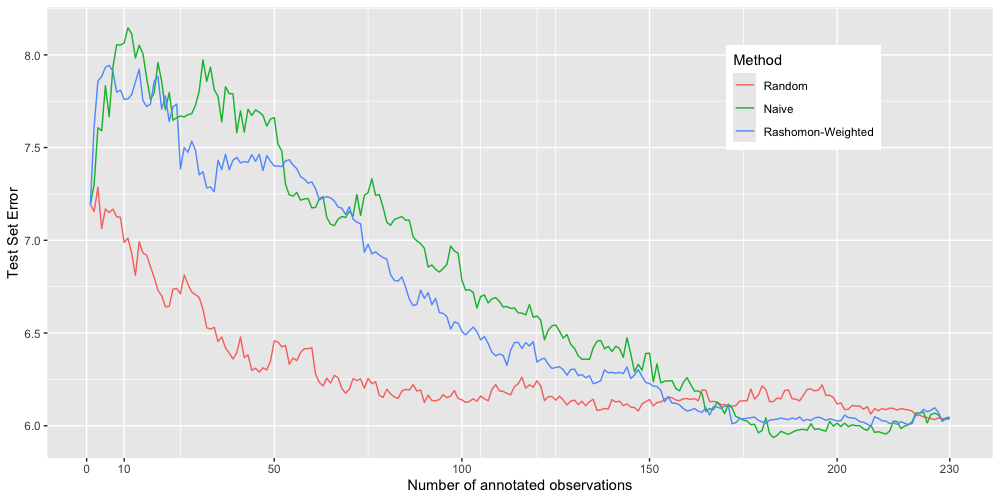 8.0
7.5
7.0
6.5
6.0
Test Set Error
0
10
50
100
150
200
230
Number of annotated observations
Method
Random
Naive
Rashomon-Weighted